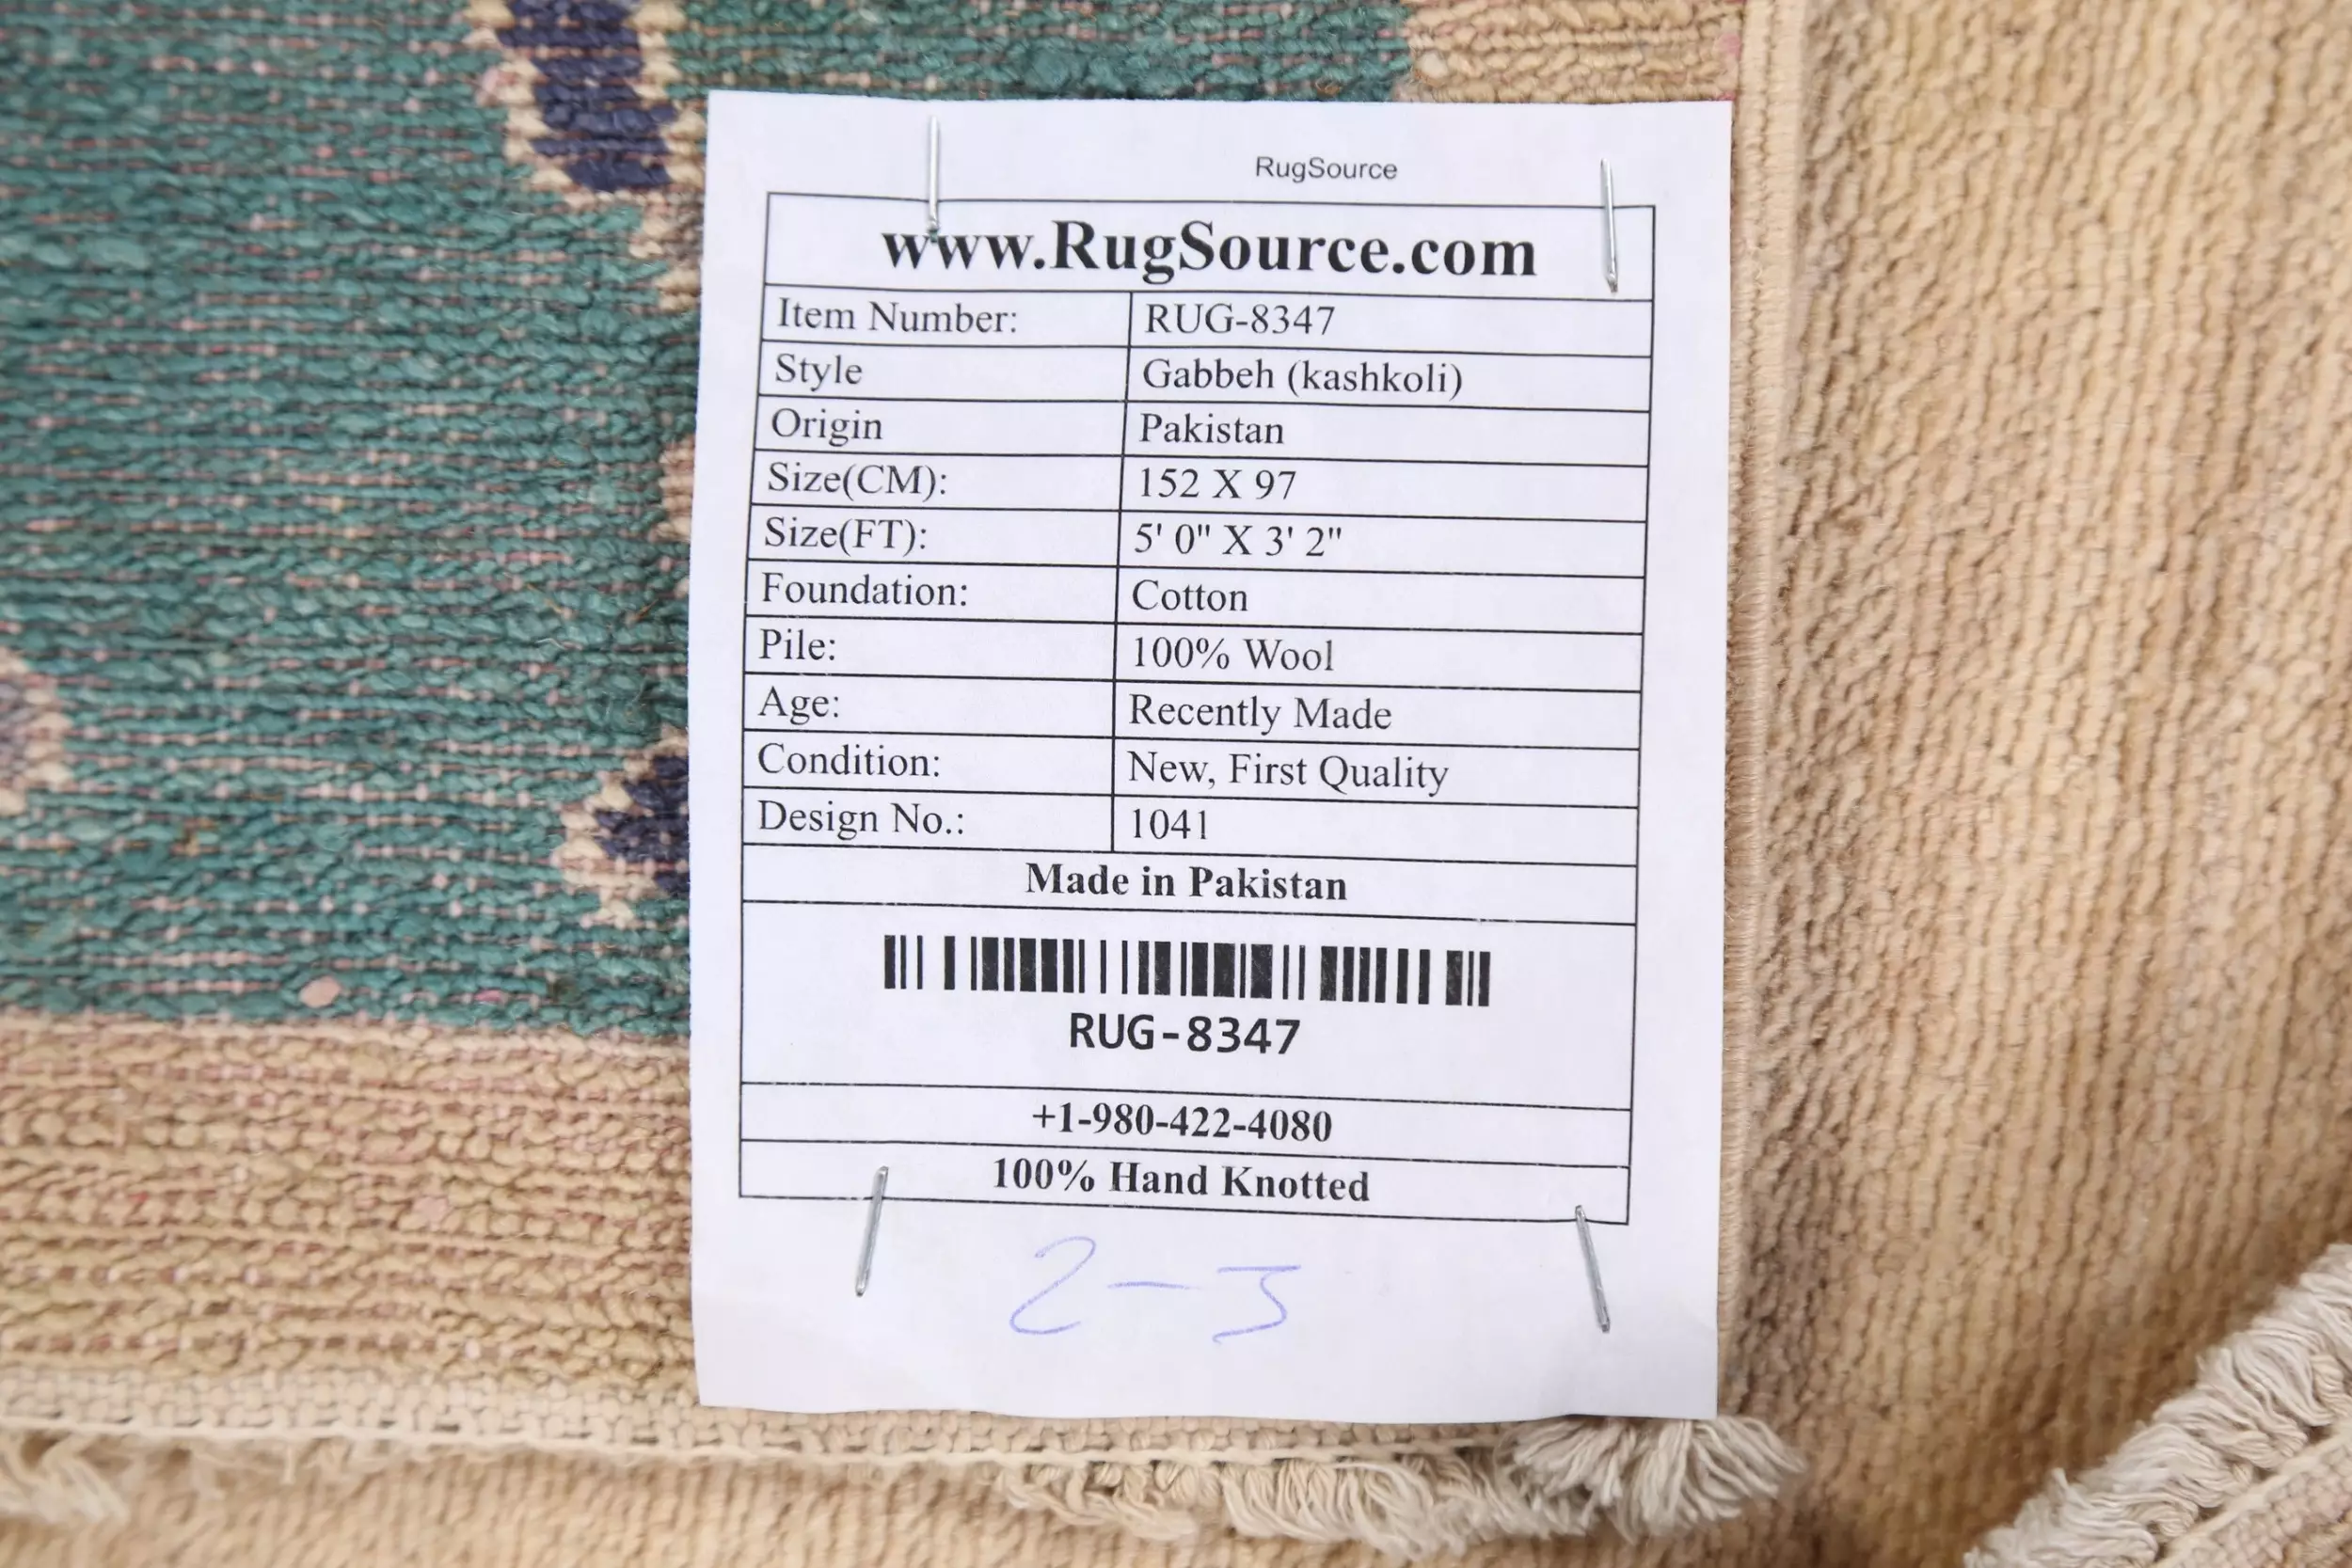 RugSource
www.RugSource.com
Item Number: RUG-8347
Style Gabbeh (kashkoli)
Origin Pakistan
Size(CM): 152 X 97
Size(FT): 5' 0" X 3' 2"
Foundation: Cotton
Pile: 100% Wool
Age: Recently Made
Condition: New, First Quality
Design No.: 1041
Made in Pakistan
RUG-8347
+1-980-422-4080
100% Hand Knotted
2-3